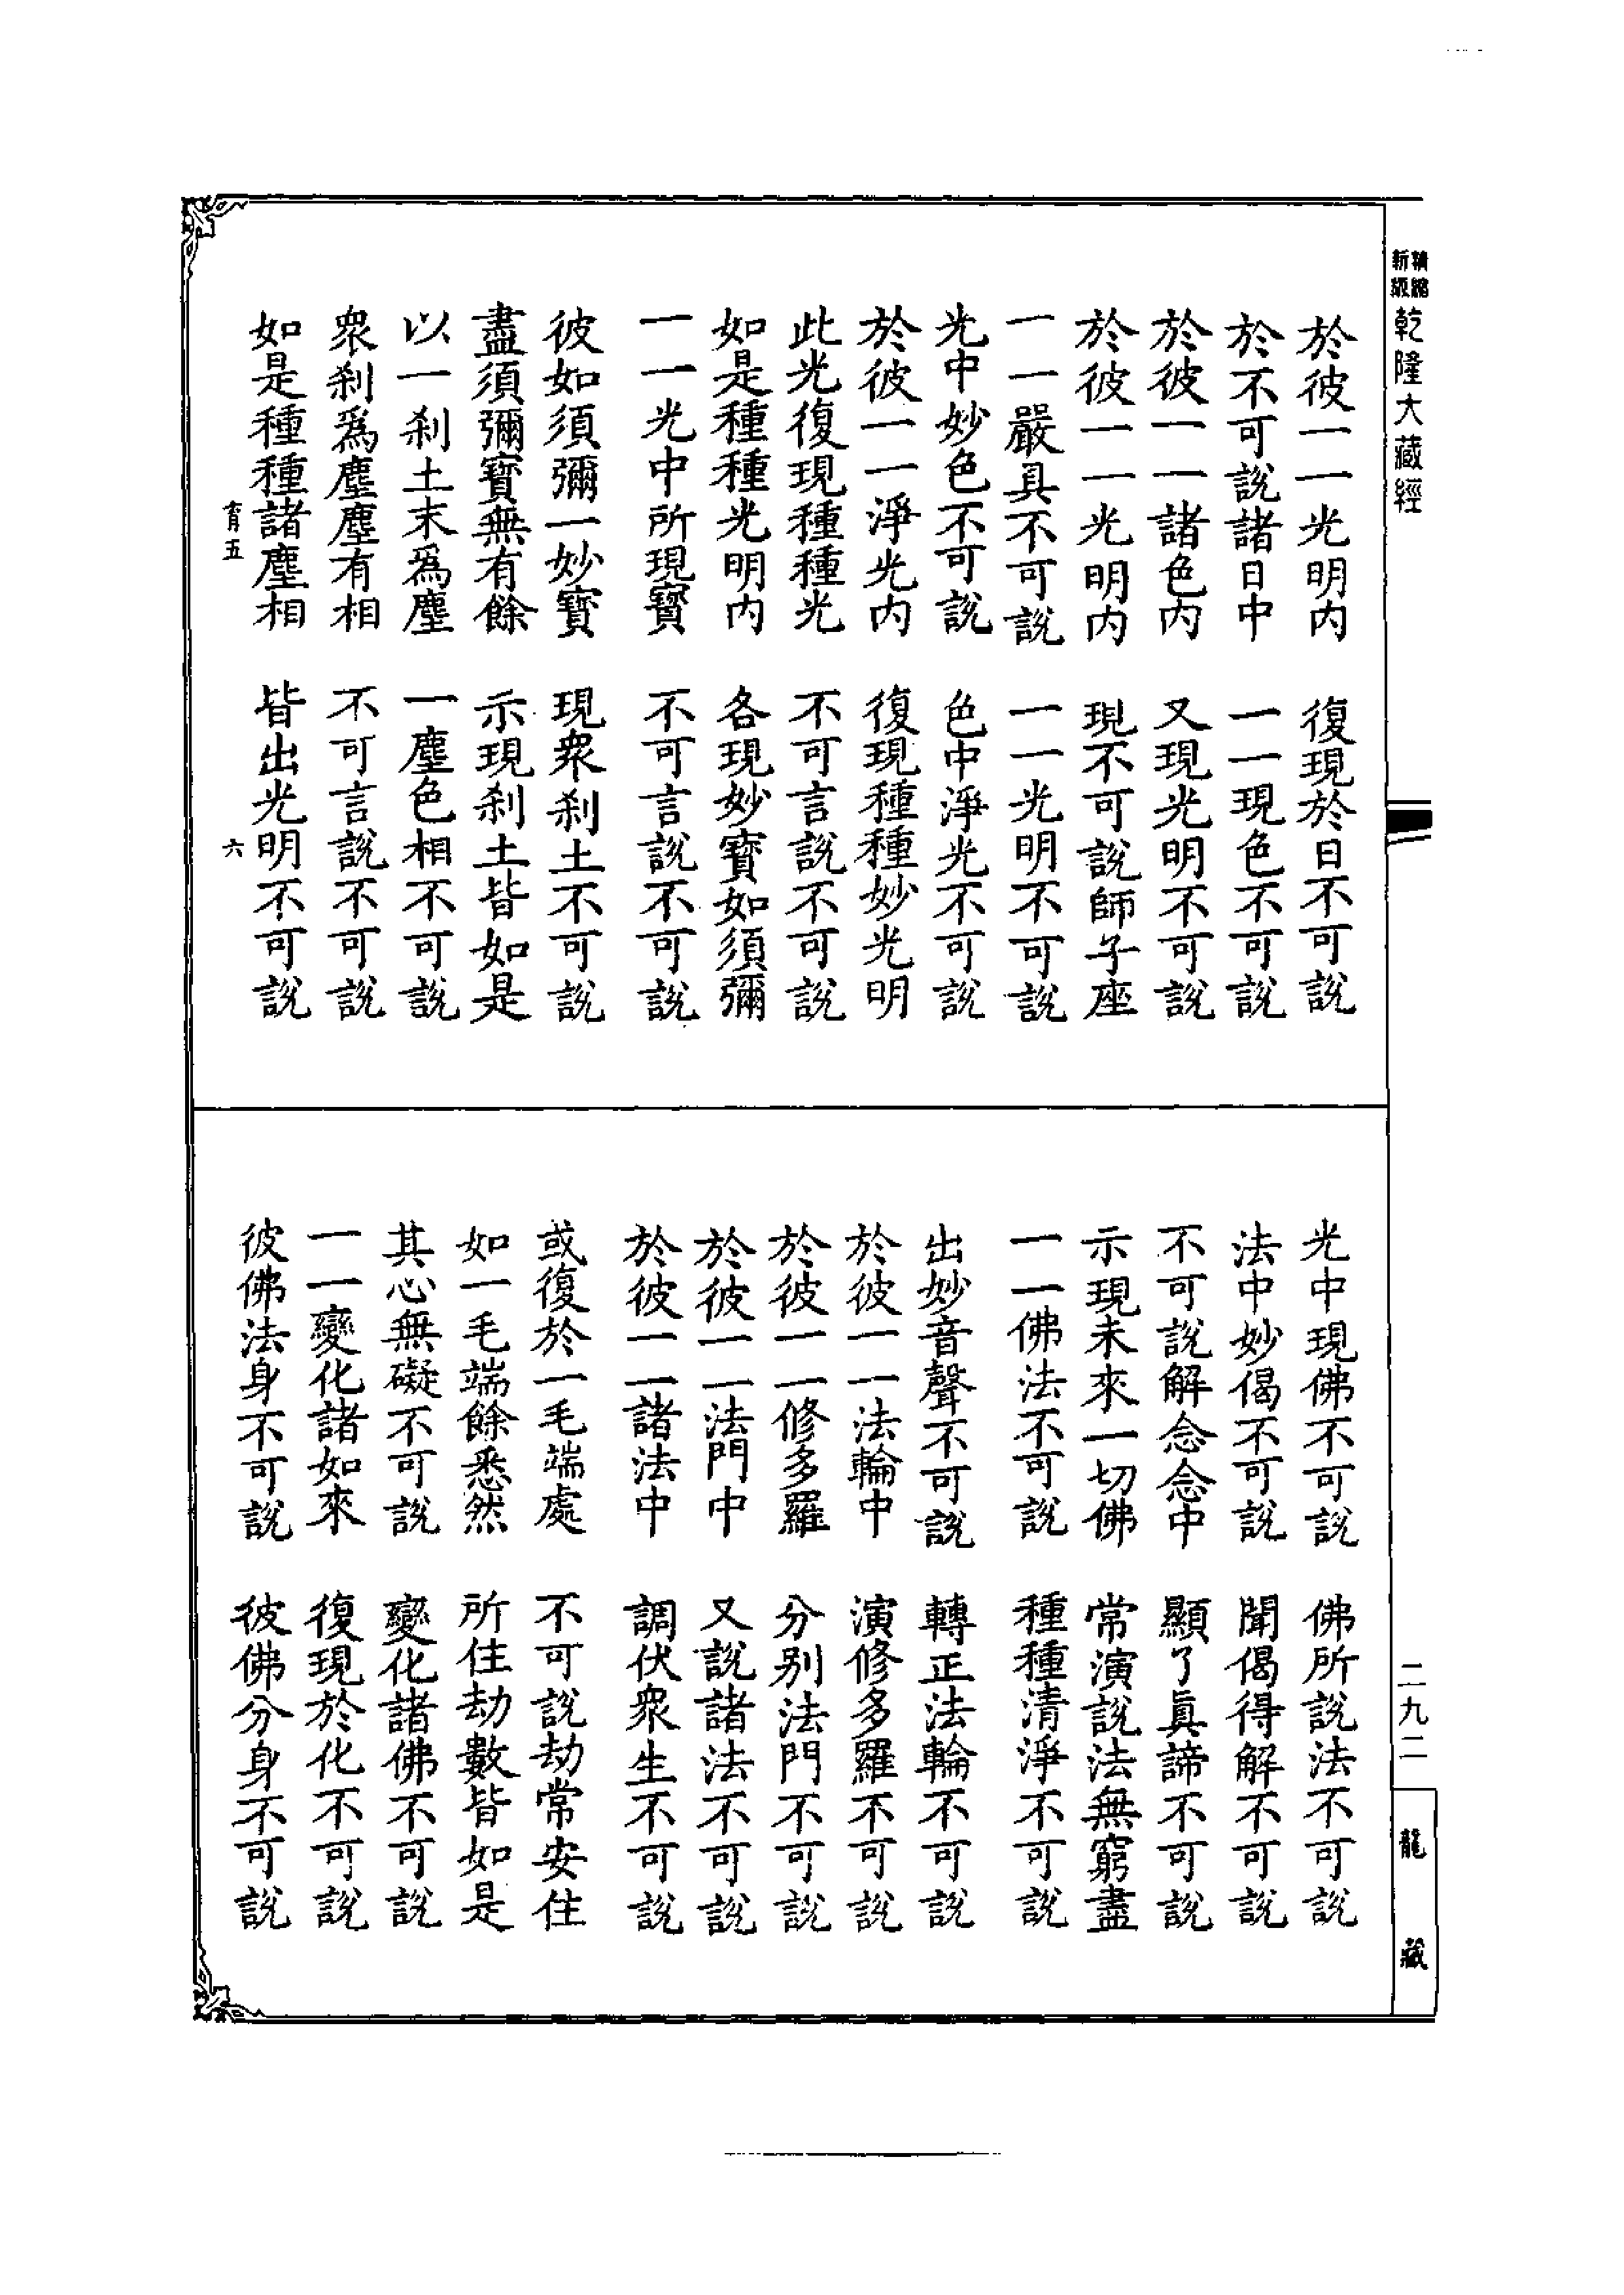 新編縮版
乾隆大藏經
於彼一一光明內　復現於日不可說
於不可說諸日中　一一現色不可說
於彼一一諸色內　又現光明不可說
於彼一一光明內　現不可說師子座
一一嚴具不可說　一一光明不可說
光中妙色不可說　色中淨光不可說
於彼一一淨光內　復現種種妙光明
此光復現種種光　不可言說不可說
如是種種光明內　各現妙寶如須彌
一一光中所現寶　不可言說不可說
彼如須彌一妙寶　現衆刹土不可說
盡須彌寶無有餘　示現刹土皆如是
以一刹土末爲塵　一塵色相不可說
衆刹爲塵塵有相　不可言說不可說
如是種種諸塵相　皆出光明不可說
育五　六
光中現佛不可說　佛所說法不可說
法中妙偈不可說　聞偈得解不可說
不可說解念念中　顯了眞諦不可說
示現未來一切佛　常演說法無窮盡
一一佛法不可說　種種清淨不可說
出妙音聲不可說　轉正法輪不可說
於彼一一法輪中　演修多羅不可說
於彼一一修多羅　分別法門不可說
於彼一一法門中　又說諸法不可說
於彼一一諸法中　調伏衆生不可說
或復於一毛端處　不可說劫常安住
如一毛端餘悉然　所住劫數皆如是
其心無礙不可說　變化諸佛不可說
一一變化諸如來　復現於化不可說
彼佛法身不可說　彼佛分身不可說
二九二
龍藏